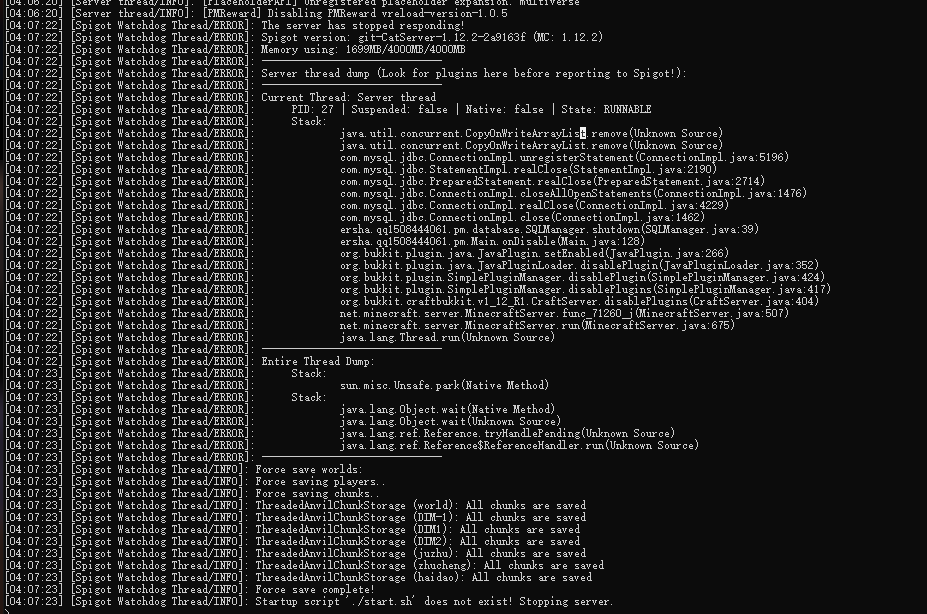 [04:06:20] [Server thread/INFO]: [PlaceholderAPI] Unregistered placeholder expansion: multiverse
[04:06:20] [Server thread/INFO]: [PMReward] Disabling PMReward vreload-version-1.0.5
[04:07:22] [Spigot Watchdog Thread/ERROR]: The server has stopped responding!
[04:07:22] [Spigot Watchdog Thread/ERROR]: Spigot version: git-CatServer-1.12.2-2a9163f (MC: 1.12.2)
[04:07:22] [Spigot Watchdog Thread/ERROR]: Memory using: 1699MB/4000MB/4000MB
[04:07:22] [Spigot Watchdog Thread/ERROR]: ------------------------------
[04:07:22] [Spigot Watchdog Thread/ERROR]: Server thread dump (Look for plugins here before reporting to Spigot!):
[04:07:22] [Spigot Watchdog Thread/ERROR]: ------------------------------
[04:07:22] [Spigot Watchdog Thread/ERROR]: Current Thread: Server thread
[04:07:22] [Spigot Watchdog Thread/ERROR]: PID: 27 | Suspended: false | Native: false | State: RUNNABLE
[04:07:22] [Spigot Watchdog Thread/ERROR]: Stack:
[04:07:22] [Spigot Watchdog Thread/ERROR]: java.util.concurrent.CopyOnWriteArrayList.remove(Unknown Source)
[04:07:22] [Spigot Watchdog Thread/ERROR]: java.util.concurrent.CopyOnWriteArrayList.remove(Unknown Source)
[04:07:22] [Spigot Watchdog Thread/ERROR]: com.mysql.jdbc.ConnectionImpl.unregisterStatement(ConnectionImpl.java:5196)
[04:07:22] [Spigot Watchdog Thread/ERROR]: com.mysql.jdbc.StatementImpl.realClose(StatementImpl.java:2190)
[04:07:22] [Spigot Watchdog Thread/ERROR]: com.mysql.jdbc.PreparedStatement.realClose(PreparedStatement.java:2714)
[04:07:22] [Spigot Watchdog Thread/ERROR]: com.mysql.jdbc.ConnectionImpl.closeAllOpenStatements(ConnectionImpl.java:1476)
[04:07:22] [Spigot Watchdog Thread/ERROR]: com.mysql.jdbc.ConnectionImpl.realClose(ConnectionImpl.java:4229)
[04:07:22] [Spigot Watchdog Thread/ERROR]: com.mysql.jdbc.ConnectionImpl.close(ConnectionImpl.java:1462)
[04:07:22] [Spigot Watchdog Thread/ERROR]: ersha.qq1508444061.pm.database.SQLManager.shutdown(SQLManager.java:39)
[04:07:22] [Spigot Watchdog Thread/ERROR]: ersha.qq1508444061.pm.Main.onDisable(Main.java:128)
[04:07:22] [Spigot Watchdog Thread/ERROR]: org.bukkit.plugin.java.JavaPlugin.setEnabled(JavaPlugin.java:266)
[04:07:22] [Spigot Watchdog Thread/ERROR]: org.bukkit.plugin.java.JavaPluginLoader.disablePlugin(JavaPluginLoader.java:352)
[04:07:22] [Spigot Watchdog Thread/ERROR]: org.bukkit.plugin.SimplePluginManager.disablePlugin(SimplePluginManager.java:424)
[04:07:22] [Spigot Watchdog Thread/ERROR]: org.bukkit.plugin.SimplePluginManager.disablePlugins(SimplePluginManager.java:417)
[04:07:22] [Spigot Watchdog Thread/ERROR]: org.bukkit.craftbukkit.v1_12_R1.CraftServer.disablePlugins(CraftServer.java:404)
[04:07:22] [Spigot Watchdog Thread/ERROR]: net.minecraft.server.MinecraftServer.func_71260_j(MinecraftServer.java:507)
[04:07:22] [Spigot Watchdog Thread/ERROR]: net.minecraft.server.MinecraftServer.run(MinecraftServer.java:675)
[04:07:22] [Spigot Watchdog Thread/ERROR]: java.lang.Thread.run(Unknown Source)
[04:07:22] [Spigot Watchdog Thread/ERROR]: ------------------------------
[04:07:22] [Spigot Watchdog Thread/ERROR]: Entire Thread Dump:
[04:07:23] [Spigot Watchdog Thread/ERROR]: Stack:
[04:07:23] [Spigot Watchdog Thread/ERROR]: sun.misc.Unsafe.park(Native Method)
[04:07:23] [Spigot Watchdog Thread/ERROR]: Stack:
[04:07:23] [Spigot Watchdog Thread/ERROR]: java.lang.Object.wait(Native Method)
[04:07:23] [Spigot Watchdog Thread/ERROR]: java.lang.Object.wait(Unknown Source)
[04:07:23] [Spigot Watchdog Thread/ERROR]: java.lang.ref.Reference.tryHandlePending(Unknown Source)
[04:07:23] [Spigot Watchdog Thread/ERROR]: java.lang.ref.Reference$ReferenceHandler.run(Unknown Source)
[04:07:23] [Spigot Watchdog Thread/ERROR]: ------------------------------
[04:07:23] [Spigot Watchdog Thread/INFO]: Force save worlds:
[04:07:23] [Spigot Watchdog Thread/INFO]: Force saving players..
[04:07:23] [Spigot Watchdog Thread/INFO]: Force saving chunks..
[04:07:23] [Spigot Watchdog Thread/INFO]: ThreadedAnvilChunkStorage (world): All chunks are saved
[04:07:23] [Spigot Watchdog Thread/INFO]: ThreadedAnvilChunkStorage (DIM-1): All chunks are saved
[04:07:23] [Spigot Watchdog Thread/INFO]: ThreadedAnvilChunkStorage (DIM1): All chunks are saved
[04:07:23] [Spigot Watchdog Thread/INFO]: ThreadedAnvilChunkStorage (DIM2): All chunks are saved
[04:07:23] [Spigot Watchdog Thread/INFO]: ThreadedAnvilChunkStorage (juzhu): All chunks are saved
[04:07:23] [Spigot Watchdog Thread/INFO]: ThreadedAnvilChunkStorage (zhucheng): All chunks are saved
[04:07:23] [Spigot Watchdog Thread/INFO]: ThreadedAnvilChunkStorage (haidao): All chunks are saved
[04:07:23] [Spigot Watchdog Thread/INFO]: Force save complete!
[04:07:23] [Spigot Watchdog Thread/INFO]: Startup script './start.sh' does not exist! Stopping server.